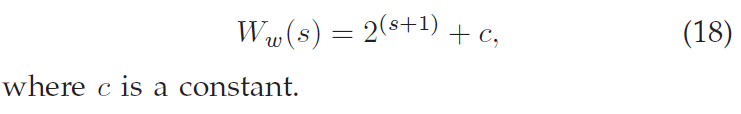 W_w(s) = 2^{(s+1)} + c, (18)
where c is a constant.